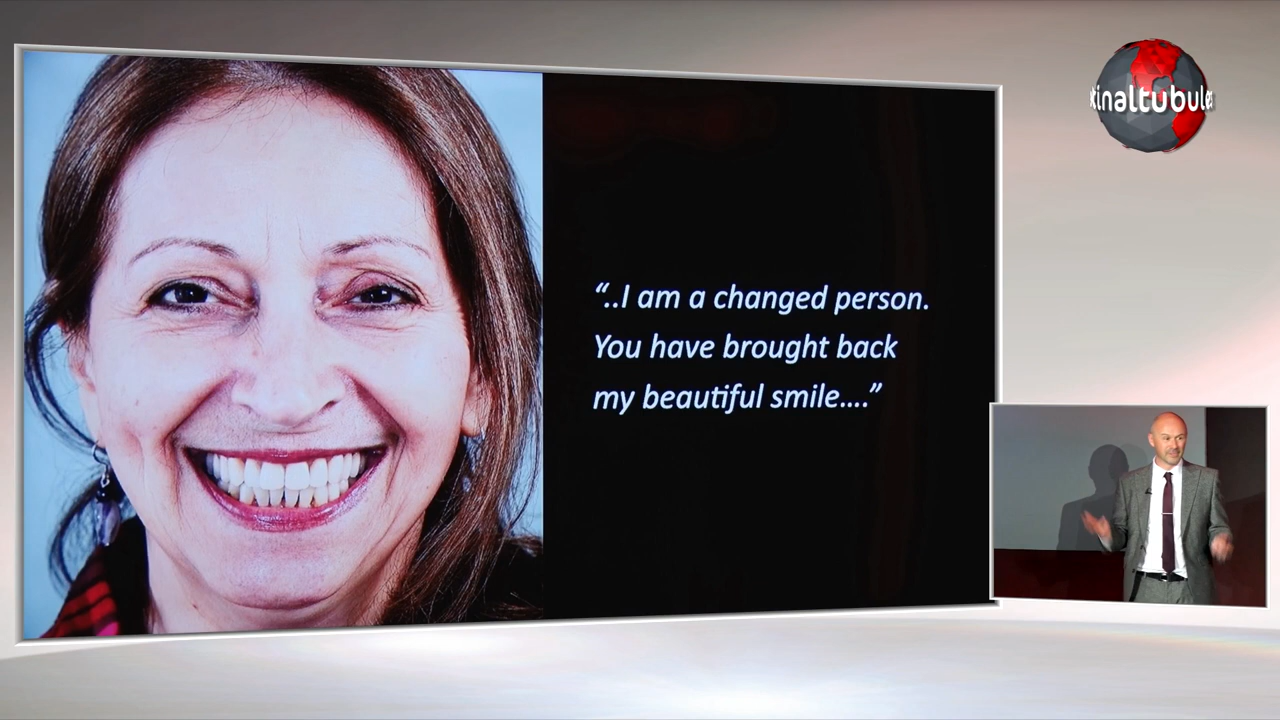 “..I am a changed person.
You have brought back
my beautiful smile....”